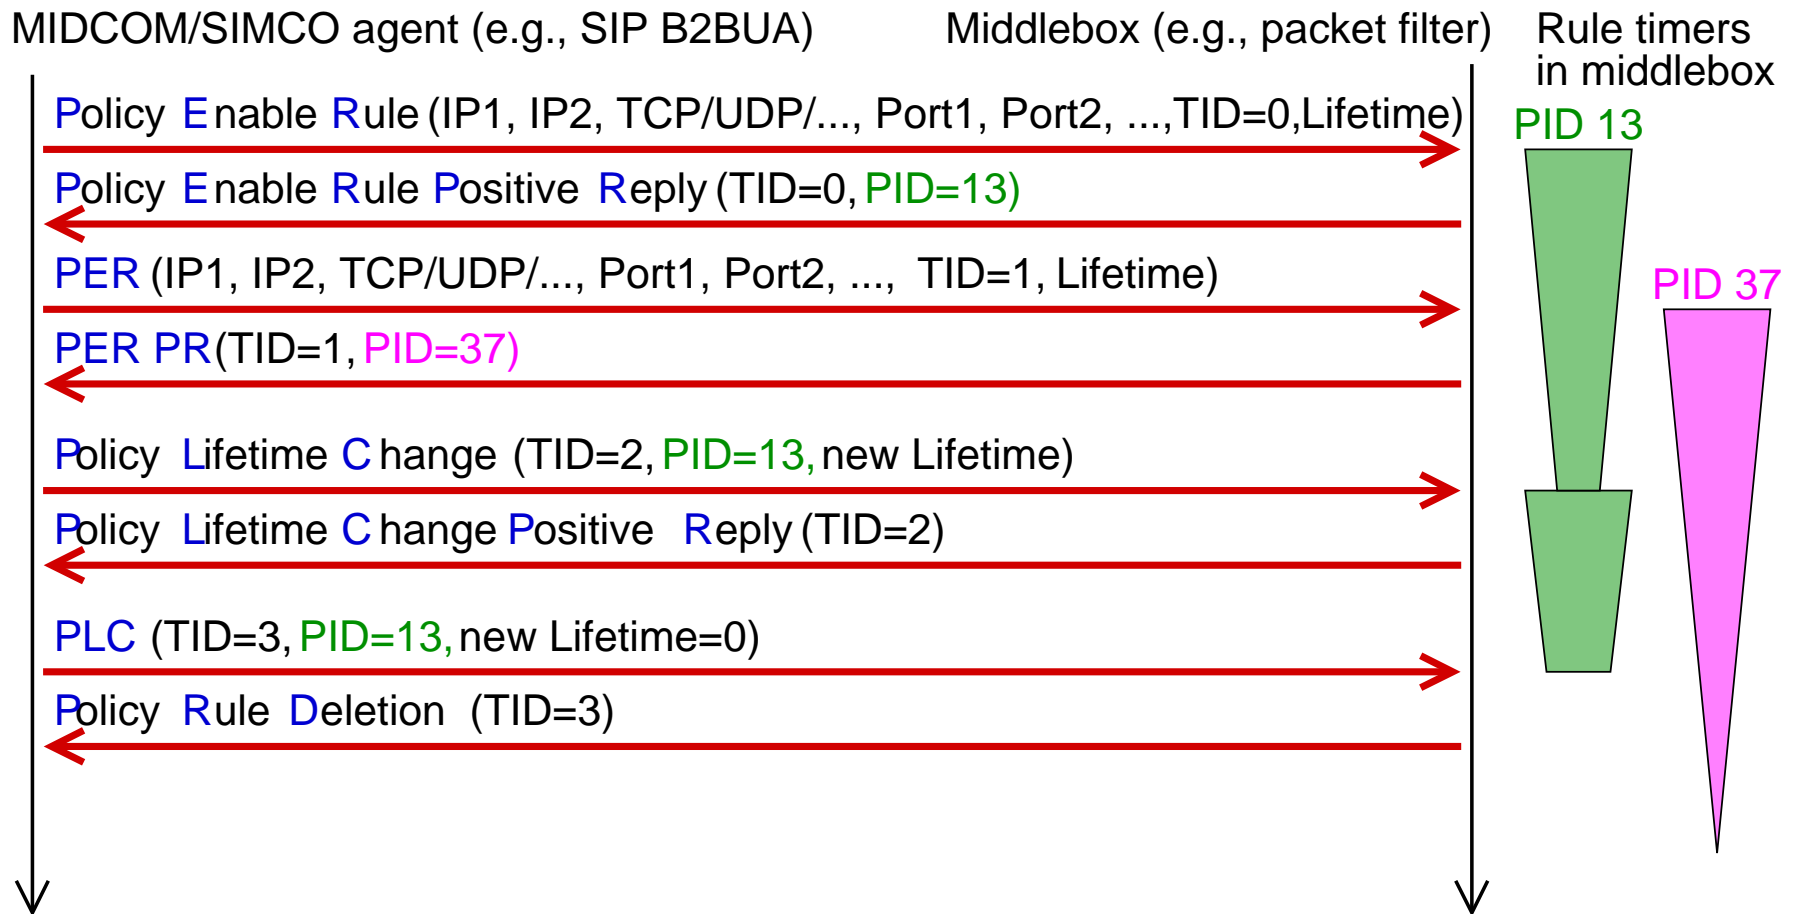 MIDCOM/SIMCO agent (e.g., SIP B2BUA)
Middlebox (e.g., packet filter)
Rule timers
in middlebox
Policy Enable Rule (IP1, IP2, TCP/UDP/..., Port1, Port2, ...,TID=0,Lifetime)
PID 13
Policy Enable Rule Positive Reply (TID=0, PID=13)
PER (IP1, IP2, TCP/UDP/..., Port1, Port2, ..., TID=1, Lifetime)
PID 37
PER PR(TID=1, PID=37)
Policy Lifetime Change (TID=2, PID=13, new Lifetime)
Policy Lifetime Change Positive Reply (TID=2)
PLC (TID=3, PID=13, new Lifetime=0)
Policy Rule Deletion (TID=3)